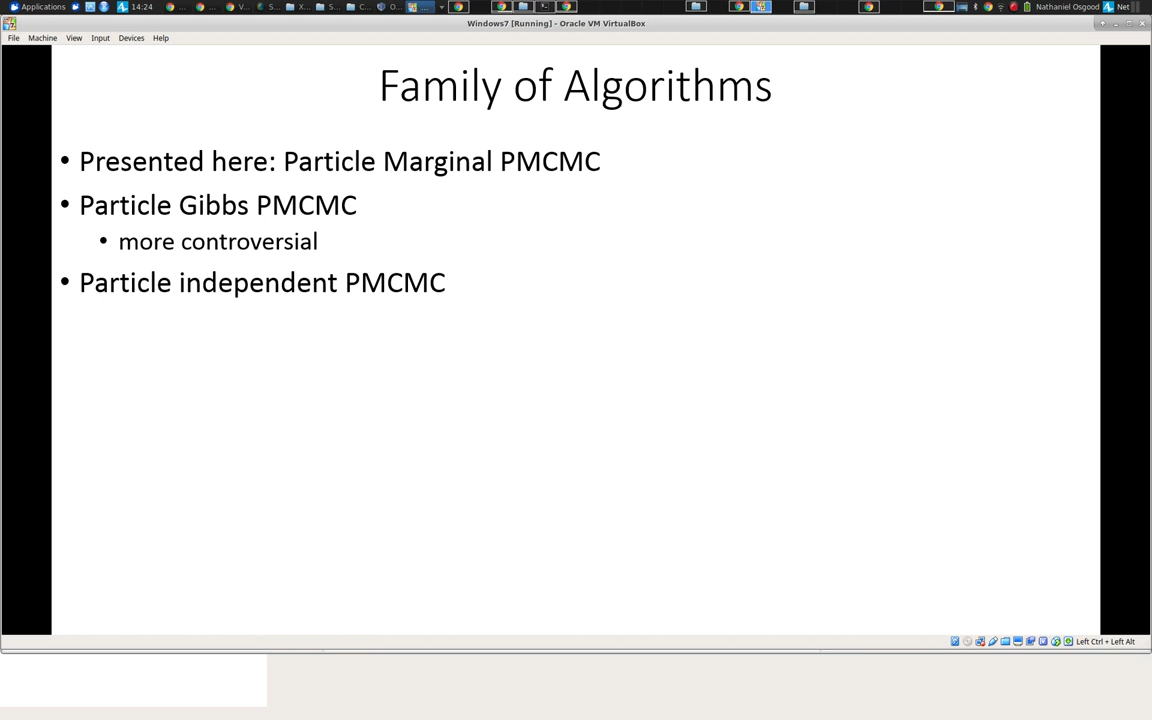 Applications 14:24 ... ... V... S... X... S... C... O... ... Nathaniel Osgood Net
Windows7 [Running] - Oracle VM VirtualBox
File Machine View Input Devices Help
Family of Algorithms
• Presented here: Particle Marginal PMCMC
• Particle Gibbs PMCMC
• more controversial
• Particle independent PMCMC
Left Ctrl + Left Alt